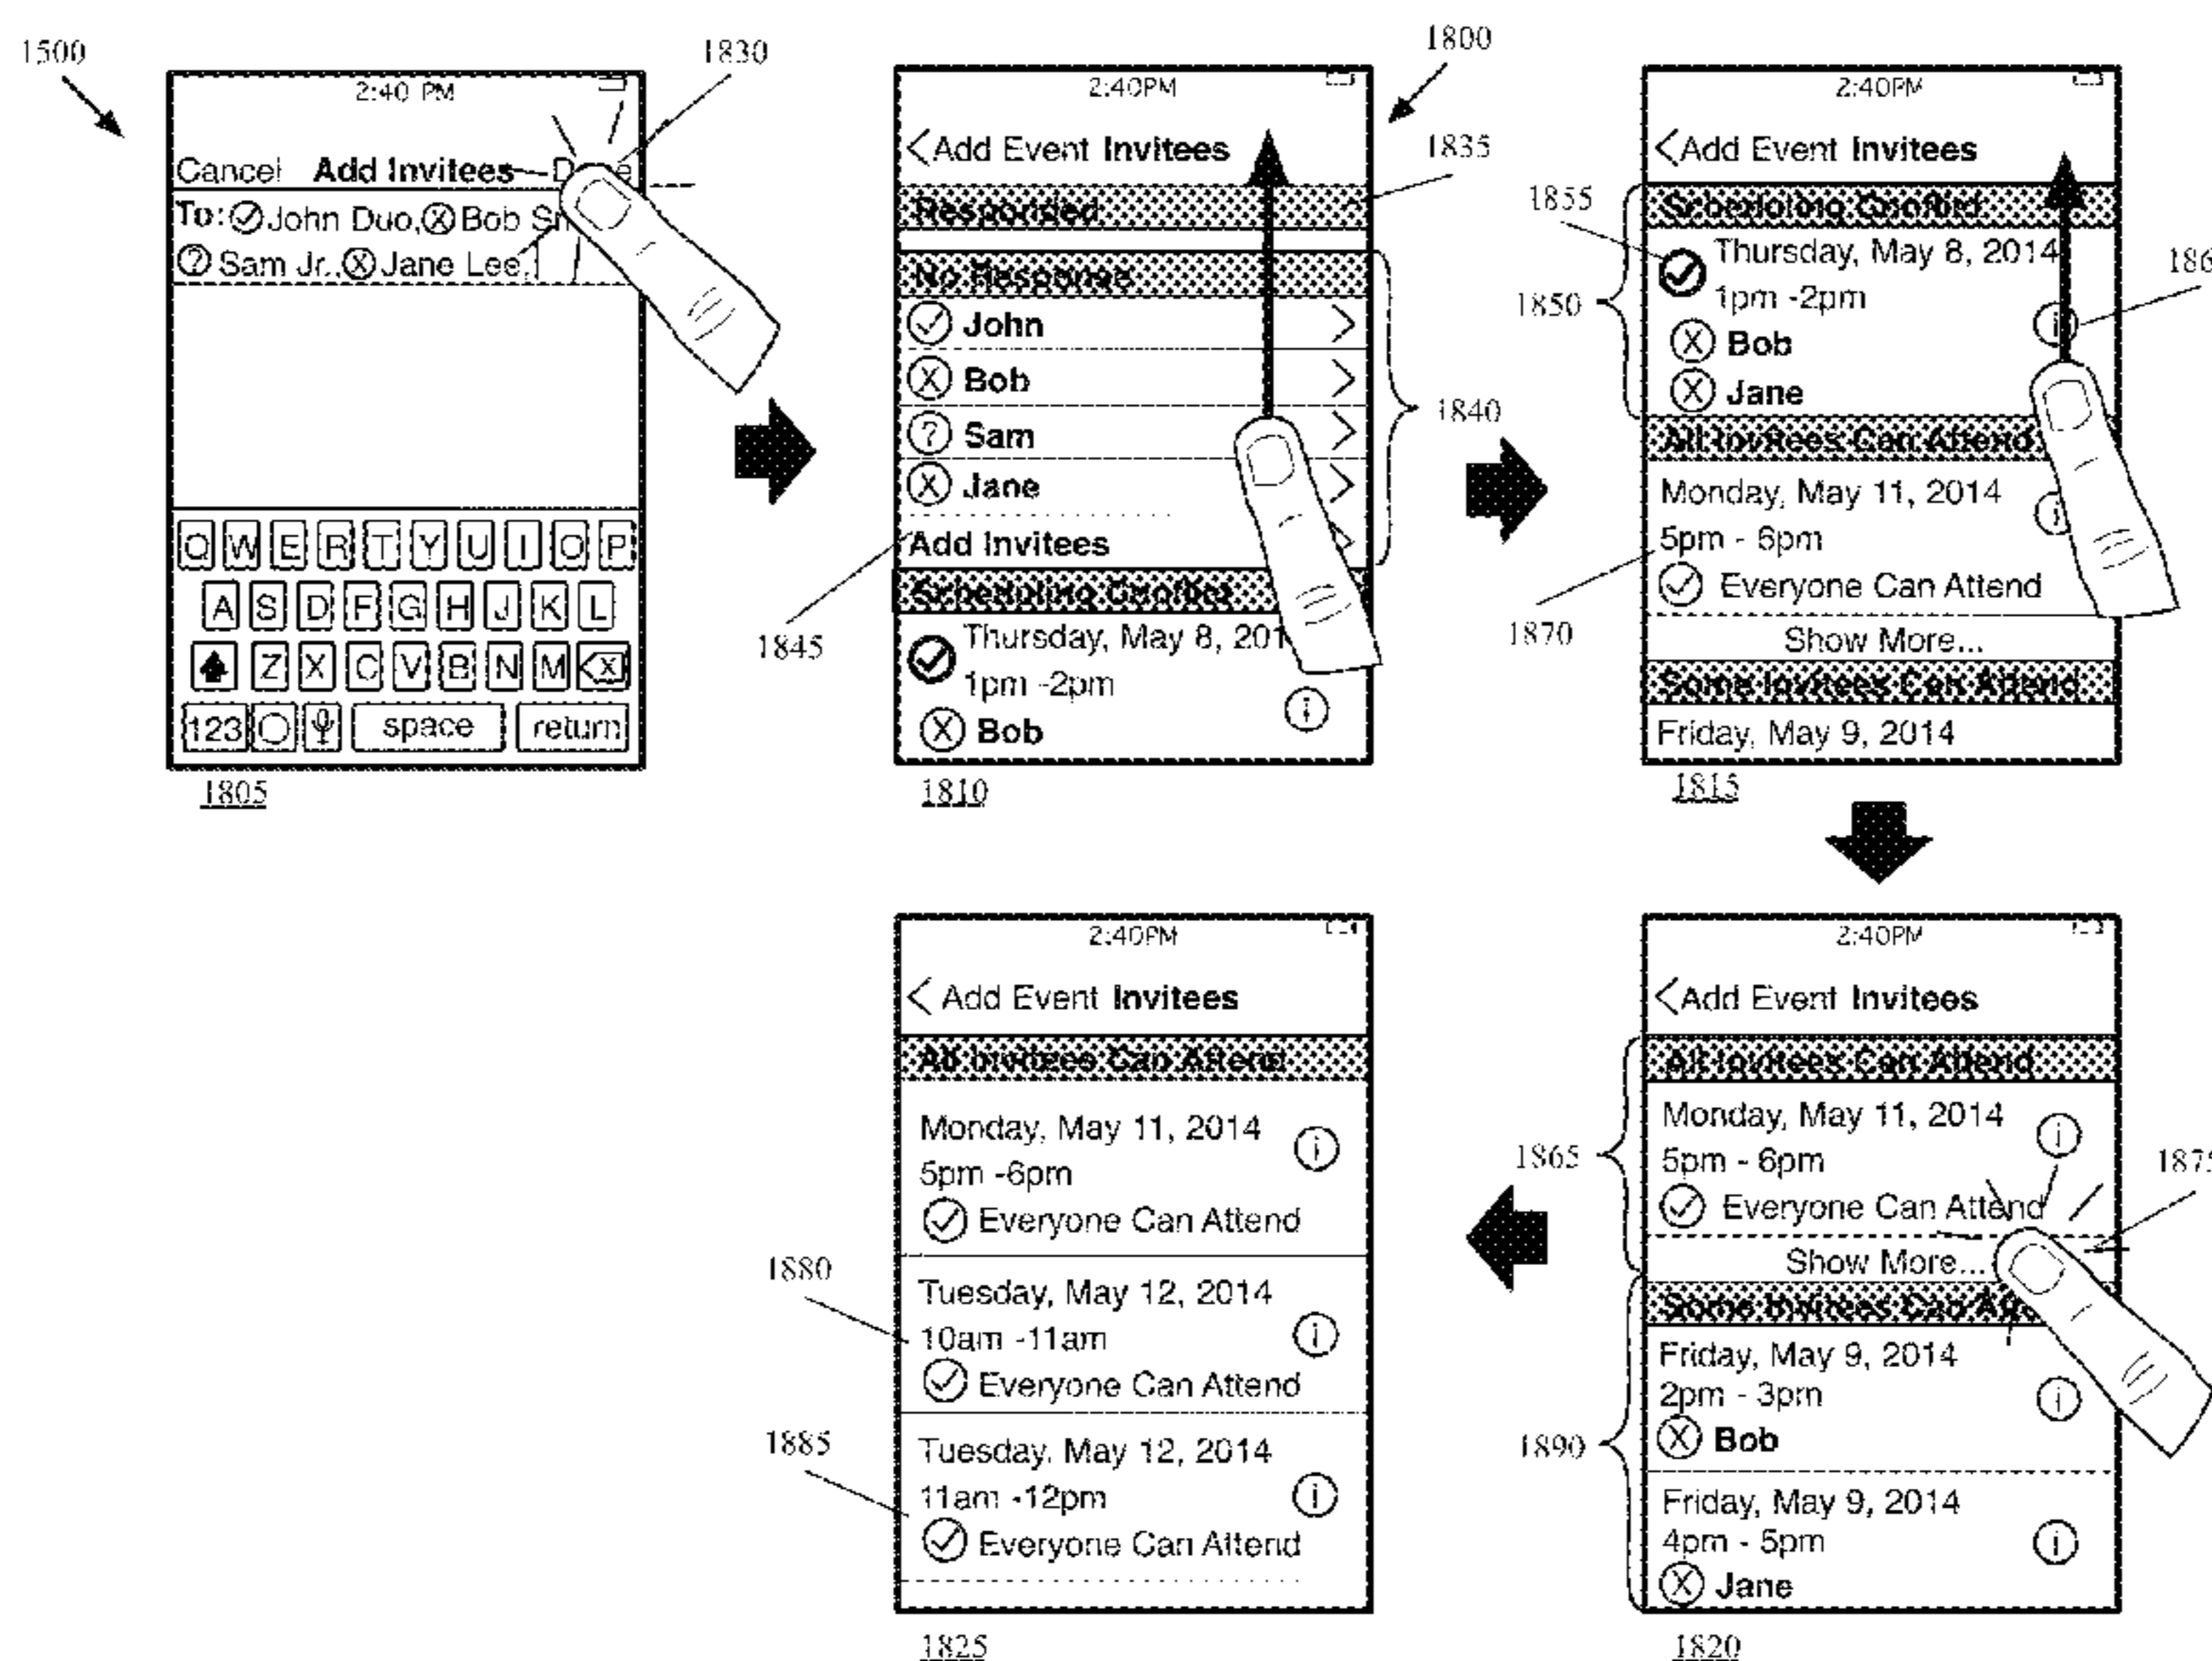 1500
1830
2:40 PM
Cancel Add Invitees
To: John Duo, Bob
? Sam Jr., X Jane Lee,
Q W E R T Y U I O P
A S D F G H J K L
Z X C V B N M X
123 space return
1805
1800
2:40PM
<Add Event Invitees
1835
Responded
No Response
John >
X Bob >
? Sam >
X Jane >
1840
Add Invitees >
1845
Scheduling Conflict
Thursday, May 8, 201
1pm -2pm
i
X Bob
1810
2:40PM
<Add Event Invitees
1855
Scheduling Conflict
Thursday, May 8, 2014
1pm -2pm
1850
i
X Bob
X Jane
All Invitees Can Attend
Monday, May 11, 2014
i
5pm - 6pm
Everyone Can Attend
1870
Show More...
Some Invitees Can Attend
Friday, May 9, 2014
1815
2:40PM
<Add Event Invitees
All Invitees Can Attend
Monday, May 11, 2014
i
5pm - 6pm
1865
1875
Everyone Can Attend
Show More...
Some Invitees Can
Friday, May 9, 2014
2pm - 3pm
i
X Bob
1890
Friday, May 9, 2014
4pm - 5pm
i
X Jane
1820
2:40PM
< Add Event Invitees
All Invitees Can Attend
Monday, May 11, 2014
i
5pm -6pm
Everyone Can Attend
1880
Tuesday, May 12, 2014
10am -11am
i
Everyone Can Attend
1885
Tuesday, May 12, 2014
11am -12pm
i
Everyone Can Attend
1825